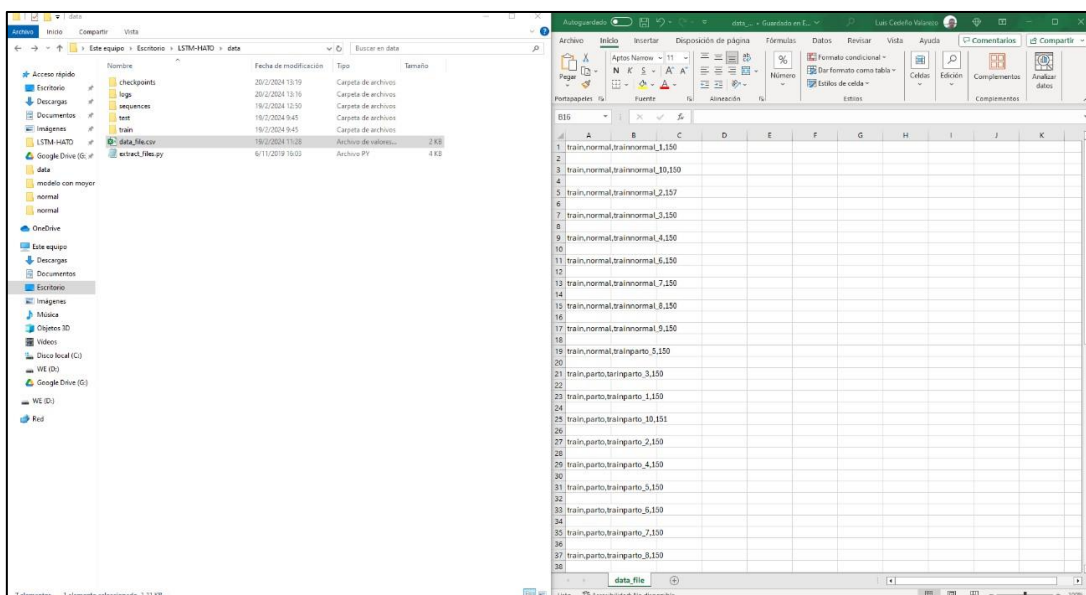 data
Archivo Inicio Compartir Vista
Este equipo > Escritorio > LSTM-HATO > data
Buscar en data
Nombre Fecha de modificación Tipo Tamaño
Acceso rápido
Escritorio
Descargas
Documentos
Imágenes
LSTM-HATO
Google Drive (G:
data
modelo con mayor
normal
normal
OneDrive
Este equipo
Descargas
Documentos
Escritorio
Imágenes
Música
Objetos 3D
Vídeos
Disco local (C:)
WE (D:)
Google Drive (G:)
WE (D:)
Red
checkpoints 20/2/2024 13:19 Carpeta de archivos
logs 20/2/2024 13:16 Carpeta de archivos
sequences 19/2/2024 12:50 Carpeta de archivos
test 19/2/2024 9:45 Carpeta de archivos
train 19/2/2024 9:45 Carpeta de archivos
data_file.csv 19/2/2024 11:28 Archivo de valores... 2 KB
extract_files.py 6/11/2019 16:03 Archivo PY 4 KB
Autoguardado data_... • Guardado en E... Luis Cedeño Valarezo
Archivo Inicio Insertar Disposición de página Fórmulas Datos Revisar Vista Ayuda Comentarios Compartir
Pegar
Aptos Narrow 11
N K S
Número
Formato condicional
Dar formato como tabla
Estilos de celda
Celdas
Edición
Complementos
Analizar datos
Portapapeles Fuente Alineación Estilos Complementos
B16 fx
A B C D E F G H I J K
1 train,normal,trainnormal_1,150
2
3 train,normal,trainnormal_10,150
4
5 train,normal,trainnormal_2,157
6
7 train,normal,trainnormal_3,150
8
9 train,normal,trainnormal_4,150
10
11 train,normal,trainnormal_6,150
12
13 train,normal,trainnormal_7,150
14
15 train,normal,trainnormal_8,150
16
17 train,normal,trainnormal_9,150
18
19 train,normal,trainparto_5,150
20
21 train,parto,tarinparto_3,150
22
23 train,parto,trainparto_1,150
24
25 train,parto,trainparto_10,151
26
27 train,parto,trainparto_2,150
28
29 train,parto,trainparto_4,150
30
31 train,parto,trainparto_5,150
32
33 train,parto,trainparto_6,150
34
35 train,parto,trainparto_7,150
36
37 train,parto,trainparto_8,150
38
data_file